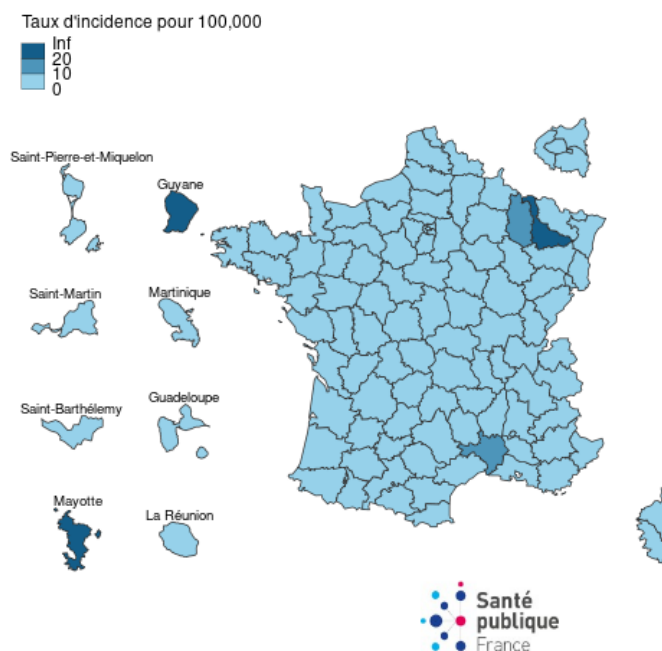 Taux d'incidence pour 100,000
Inf
20
10
0
Saint-Pierre-et-Miquelon
Guyane
Saint-Martin
Martinique
Saint-Barthélemy
Guadeloupe
Mayotte
La Réunion
Santé
publique
France